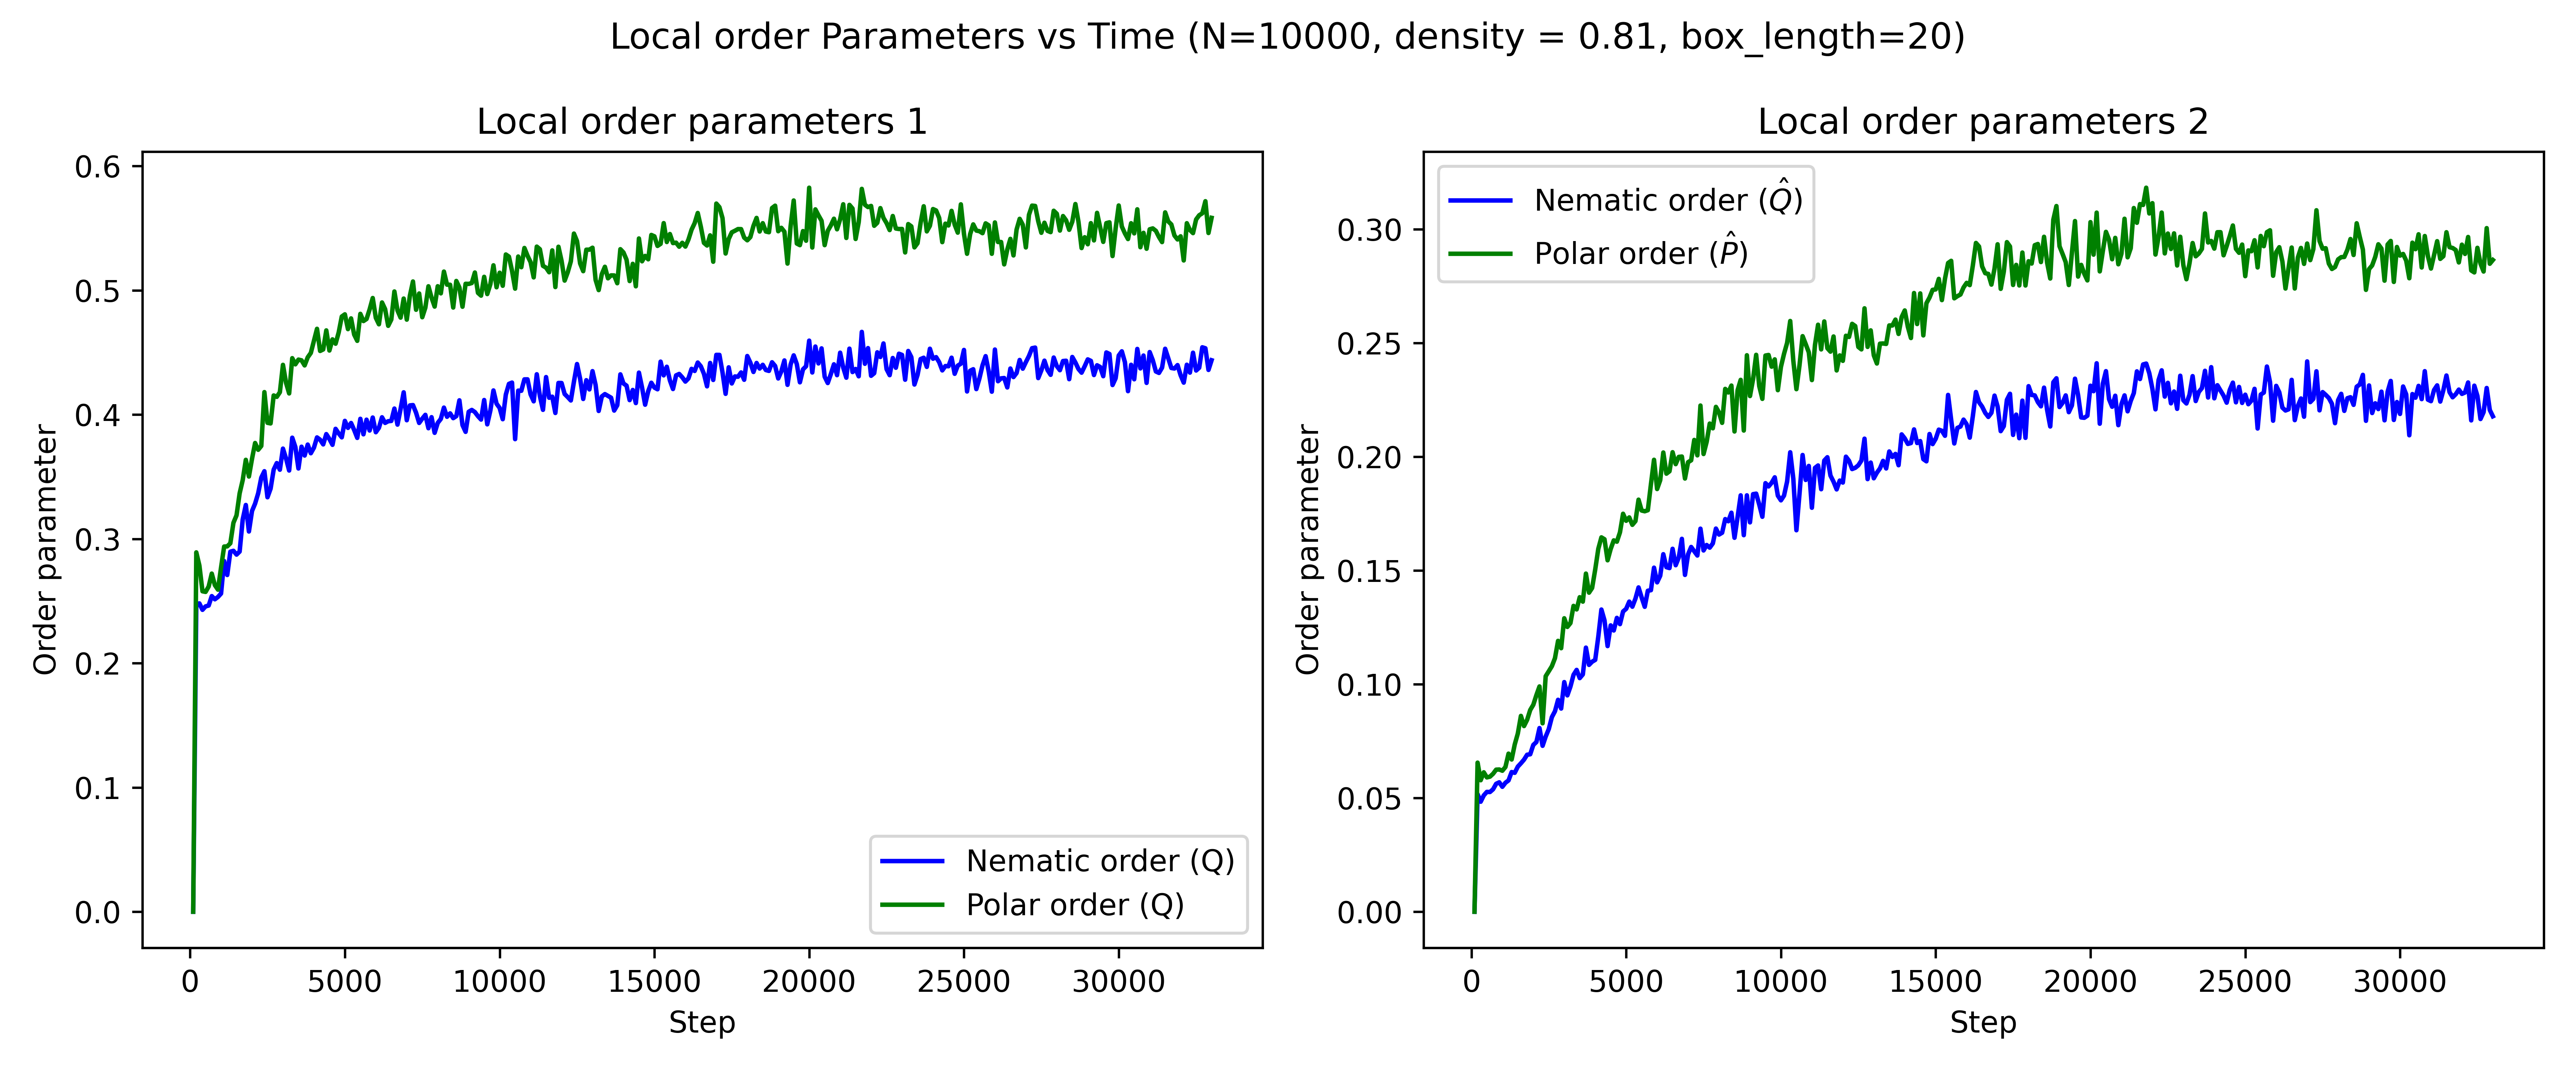 Local order Parameters vs Time (N=10000, density = 0.81, box_length=20)
Local order parameters 1
0.6
0.5
0.4
0.3
0.2
0.1
0.0
Order parameter
Nematic order (Q)
Polar order (Q)
0 5000 10000 15000 20000 25000 30000
Step
Local order parameters 2
Nematic order (Q̂)
Polar order (P̂)
0.30
0.25
0.20
0.15
0.10
0.05
0.00
Order parameter
0 5000 10000 15000 20000 25000 30000
Step